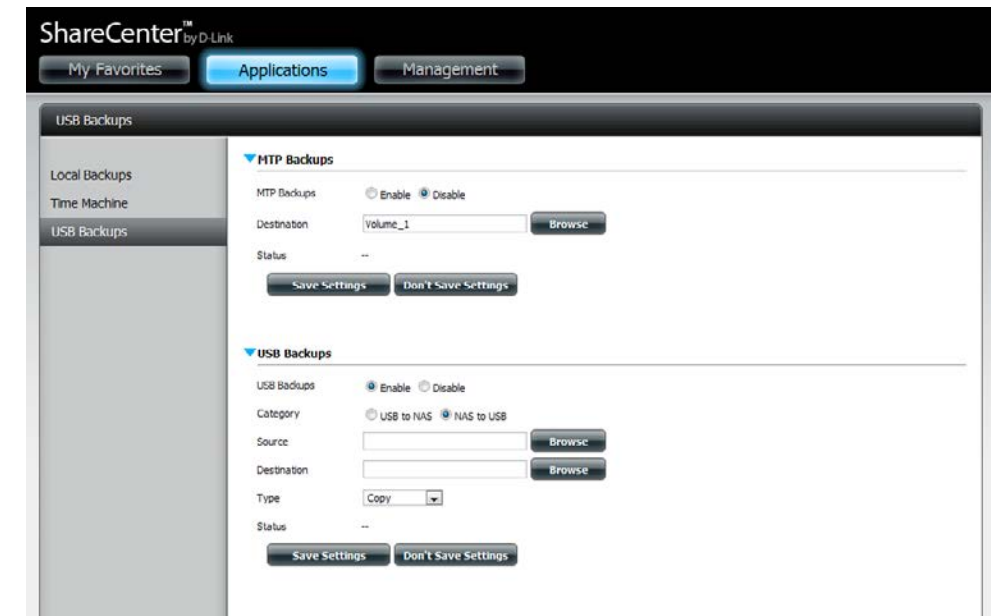 ShareCenter™ by D-Link
My Favorites Applications Management
USB Backups
Local Backups
Time Machine
USB Backups
MTP Backups
MTP Backups Enable Disable
Destination Volume_1 Browse
Status --
Save Settings Don't Save Settings
USB Backups
USB Backups Enable Disable
Category USB to NAS NAS to USB
Source Browse
Destination Browse
Type Copy
Status --
Save Settings Don't Save Settings